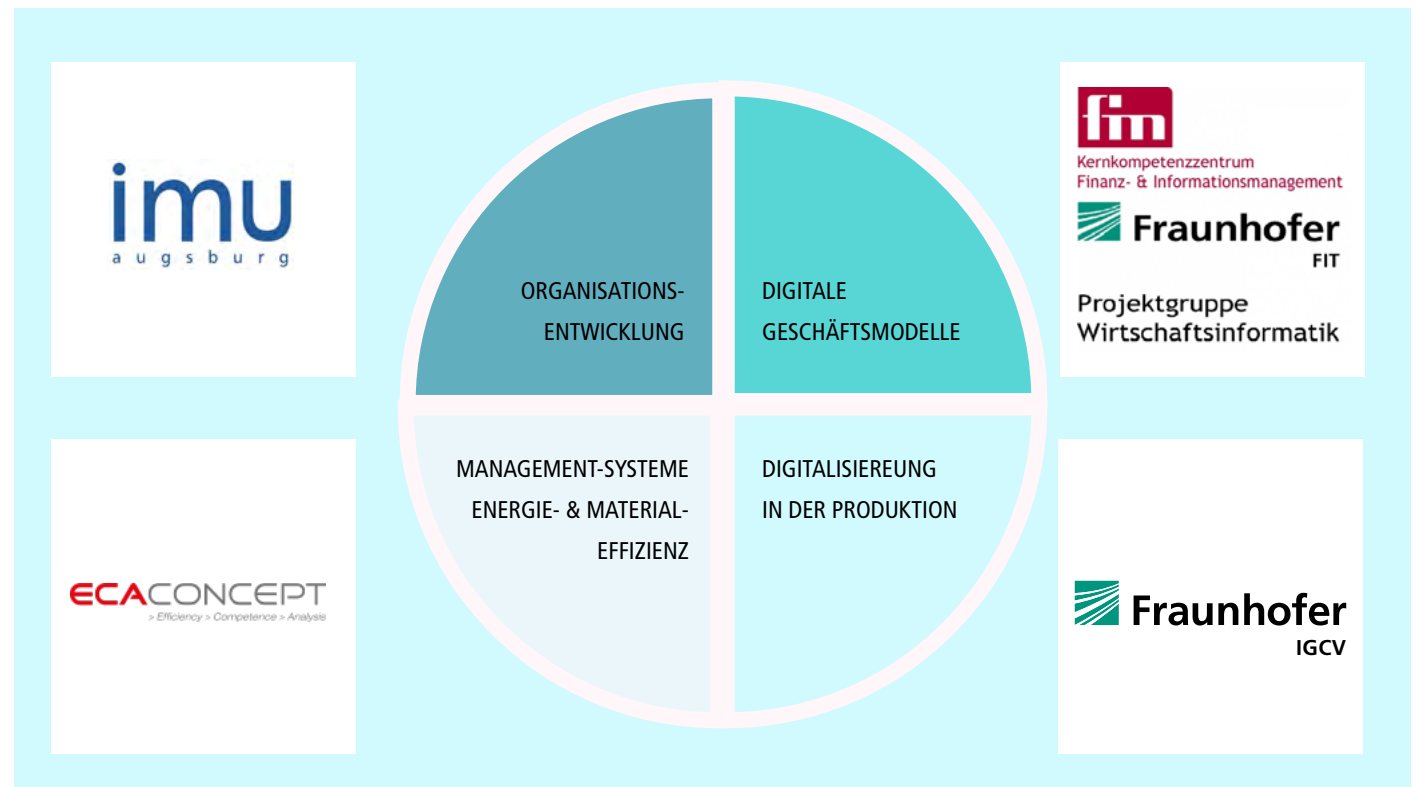 imu
augsburg
ORGANISATIONS-
ENTWICKLUNG
DIGITALE
GESCHÄFTSMODELLE
fim
Kernkompetenzzentrum
Finanz- & Informationsmanagement
Fraunhofer
FIT
Projektgruppe
Wirtschaftsinformatik
ECACONCEPT
> Efficiency > Competence > Analysis
MANAGEMENT-SYSTEME
ENERGIE- & MATERIAL-
EFFIZIENZ
DIGITALISIEREUNG
IN DER PRODUKTION
Fraunhofer
IGCV